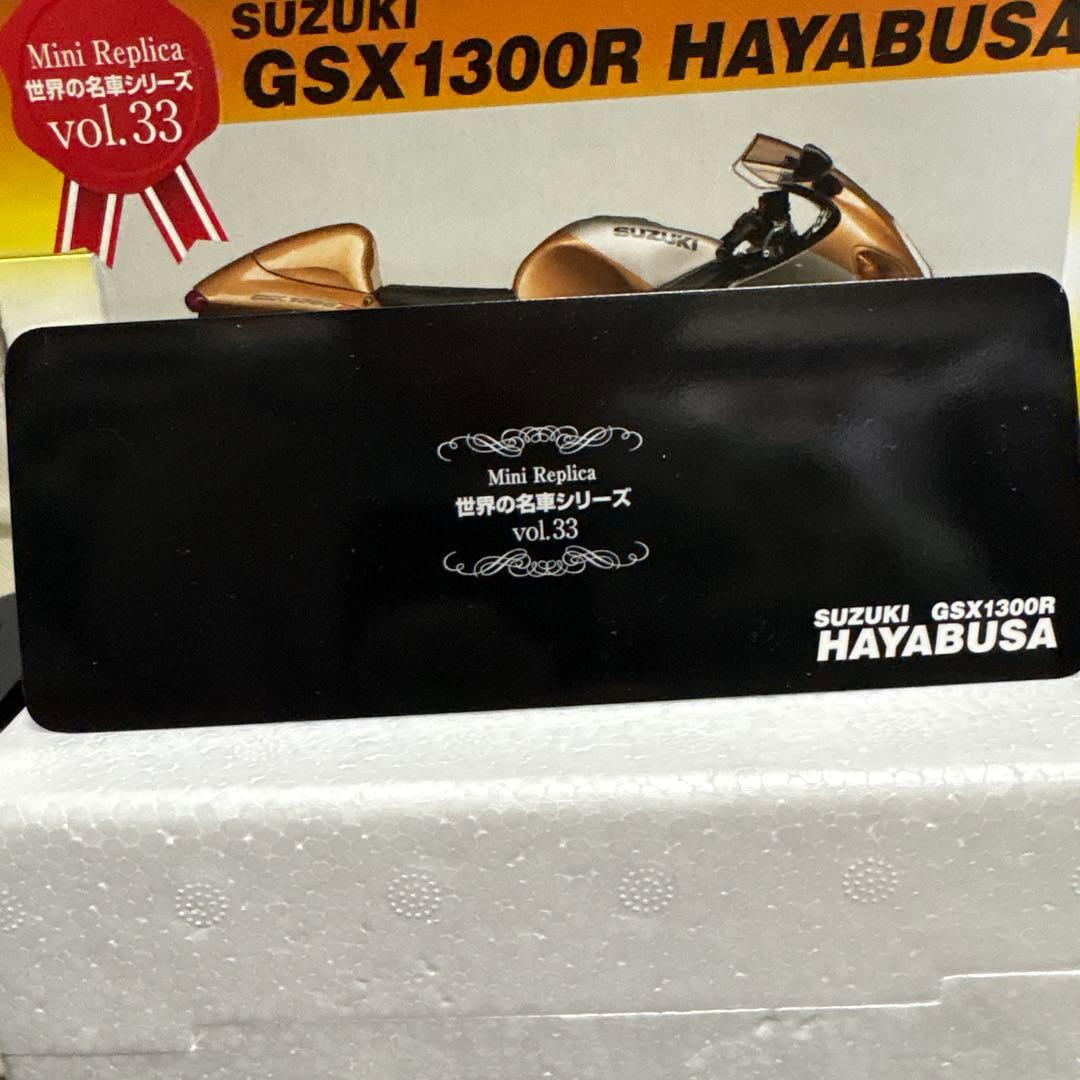 Mini Replica
世界の名車シリーズ
vol.33
SUZUKI
GSX1300R HAYABUSA
SUZUKI
GSX1300
Mini Replica
世界の名車シリーズ
vol.33
SUZUKI GSX1300R
HAYABUSA